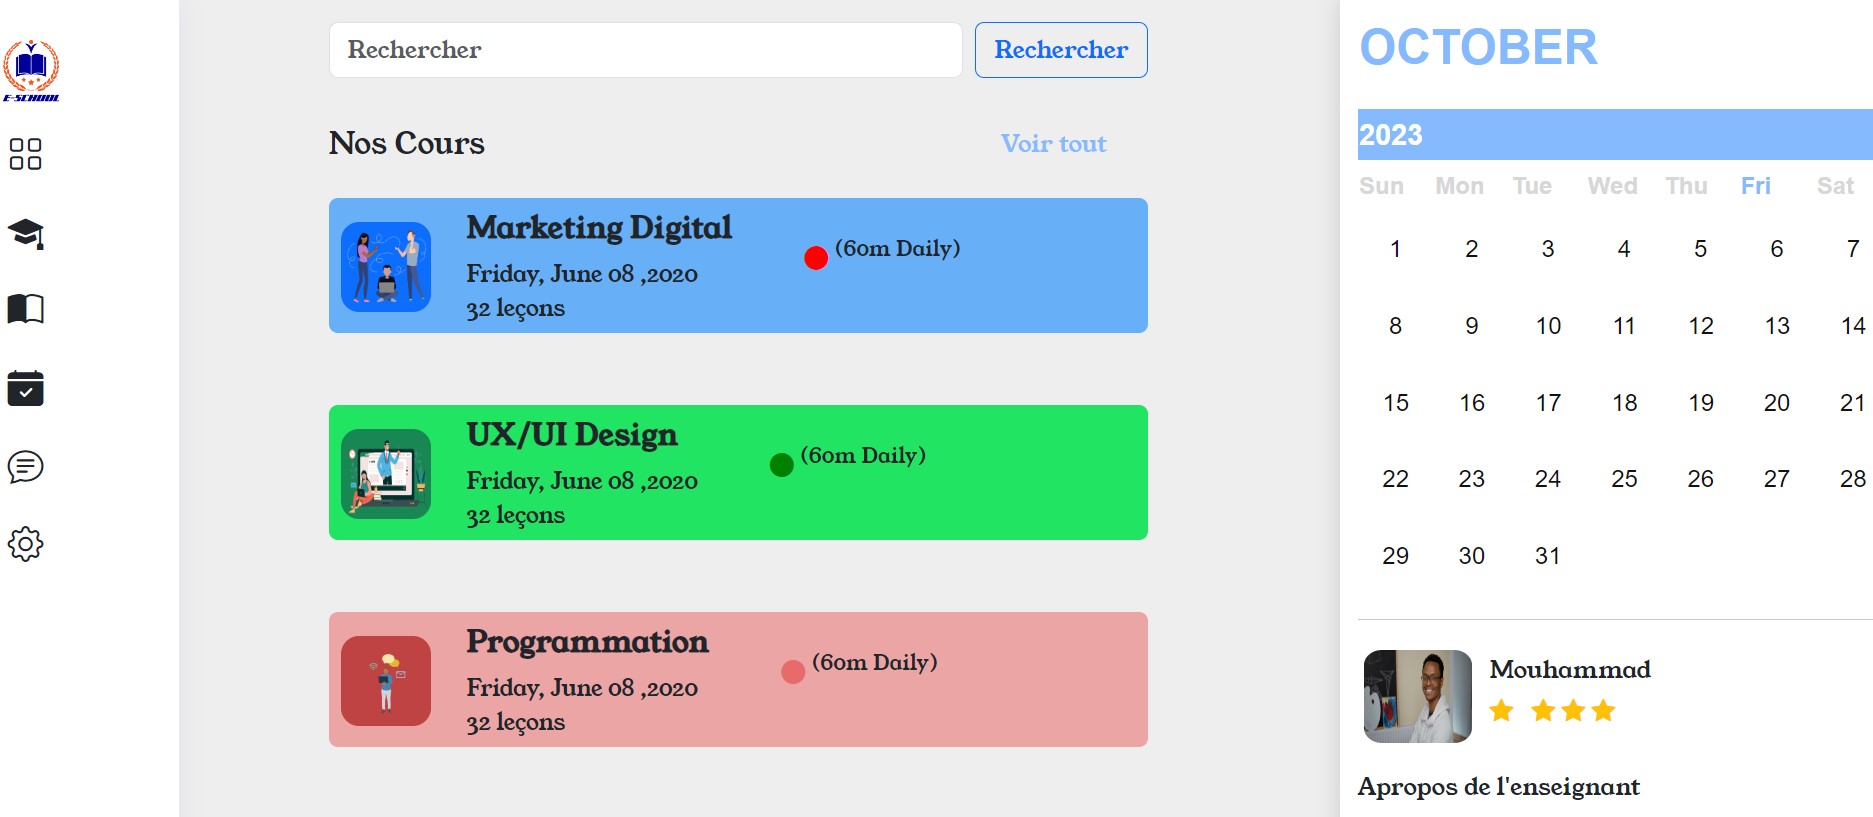 E-SCHOOL
Rechercher
Rechercher
Nos Cours
Voir tout
Marketing Digital
Friday, June 08 ,2020
32 leçons
(60m Daily)
UX/UI Design
Friday, June 08 ,2020
32 leçons
(60m Daily)
Programmation
Friday, June 08 ,2020
32 leçons
(60m Daily)
OCTOBER
2023
Sun Mon Tue Wed Thu Fri Sat
1 2 3 4 5 6 7
8 9 10 11 12 13 14
15 16 17 18 19 20 21
22 23 24 25 26 27 28
29 30 31
Mouhammad
Apropos de l'enseignant